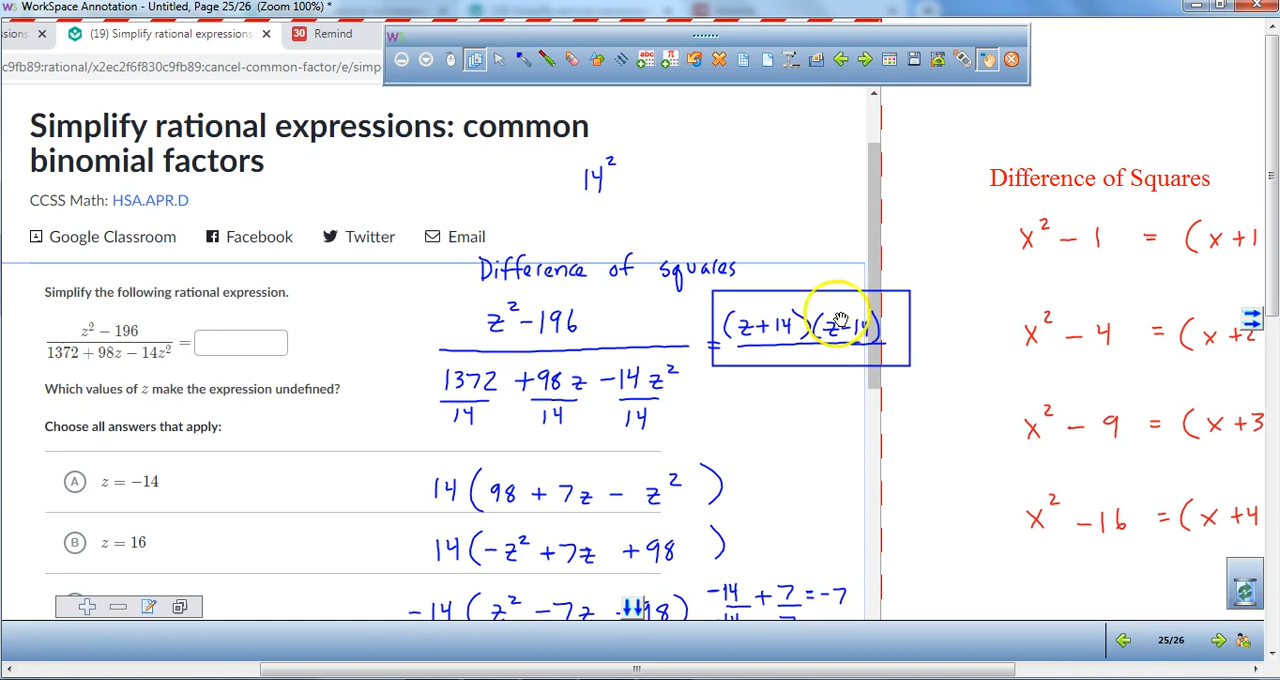 WorkSpace Annotation - Untitled, Page 25/26 (Zoom 100%) *
(19) Simplify rational expressions
30 Remind
WS
c9fb89:rational/x2ec2f6ff830c9f89:cancel-common-factor/e/simp
Simplify rational expressions: common
binomial factors
14²
Difference of Squares
CCSS Math: HSA.APR.D
x² − 1 = (x+1
Google Classroom Facebook Twitter Email
Difference of squares
Simplify the following rational expression.
z² − 196
1372 + 98z − 14z²
=
z² − 196
1372/14 + 98z/14 − 14z²/14
= (z+14)(z−14)
x² − 4 = (x+2
Which values of z make the expression undefined?
Choose all answers that apply:
x² − 9 = (x+3
A z = −14
14(98 + 7z − z²)
x² − 16 = (x+4
B z = 16
14(−z² + 7z + 98)
−14(z² − 7z − 98)
−14 + 7 = −7
25/26